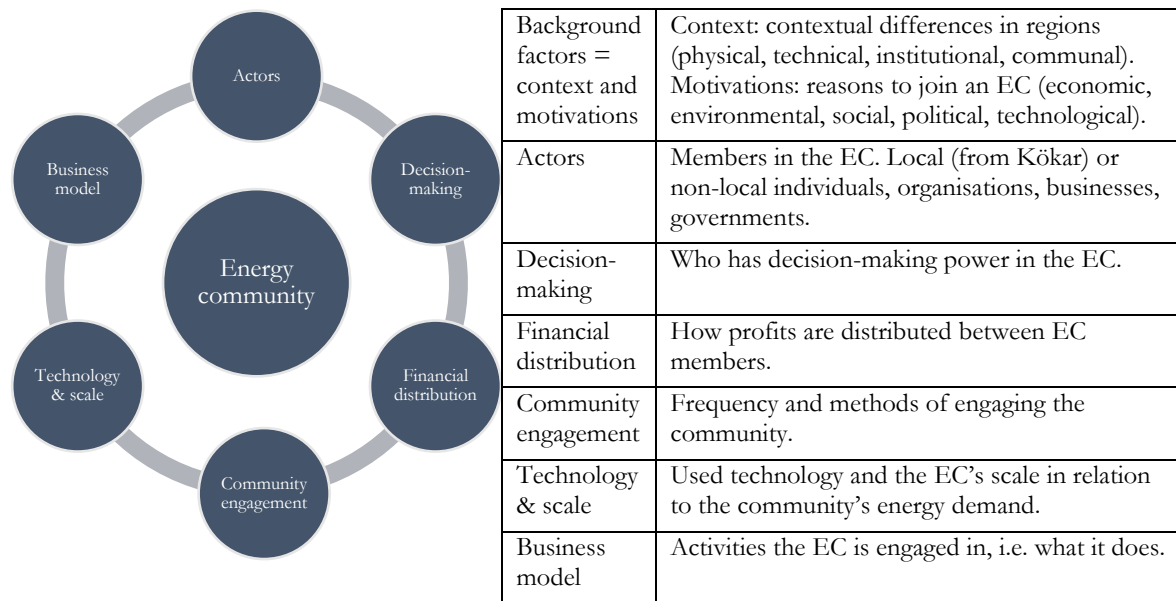 Actors
Decision-
making
Financial
distribution
Community
engagement
Technology
& scale
Business
model
Energy
community
Background
factors =
context and
motivations
Context: contextual differences in regions
(physical, technical, institutional, communal).
Motivations: reasons to join an EC (economic,
environmental, social, political, technological).
Actors
Members in the EC. Local (from Kökar) or
non-local individuals, organisations, businesses,
governments.
Decision-
making
Who has decision-making power in the EC.
Financial
distribution
How profits are distributed between EC
members.
Community
engagement
Frequency and methods of engaging the
community.
Technology
& scale
Used technology and the EC’s scale in relation
to the community’s energy demand.
Business
model
Activities the EC is engaged in, i.e. what it does.